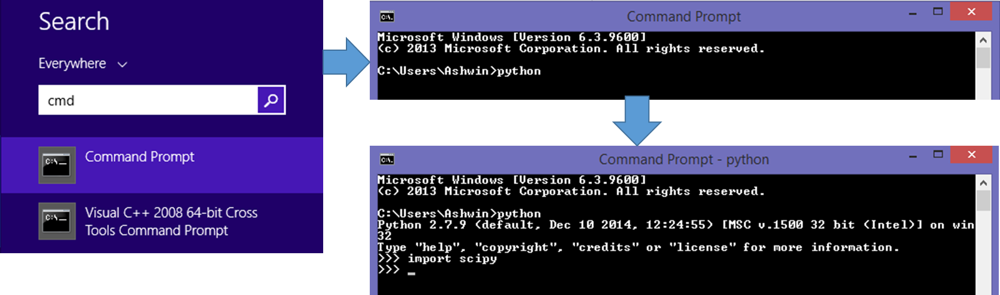 Search
Everywhere
cmd
Command Prompt
Visual C++ 2008 64-bit Cross
Tools Command Prompt
Command Prompt
Microsoft Windows [Version 6.3.9600]
(c) 2013 Microsoft Corporation. All rights reserved.
C:\Users\Ashwin>python
Command Prompt - python
Microsoft Windows [Version 6.3.9600]
(c) 2013 Microsoft Corporation. All rights reserved.
C:\Users\Ashwin>python
Python 2.7.9 (default, Dec 10 2014, 12:24:55) [MSC v.1500 32 bit (Intel)] on win
32
Type "help", "copyright", "credits" or "license" for more information.
>>> import scipy
>>> _